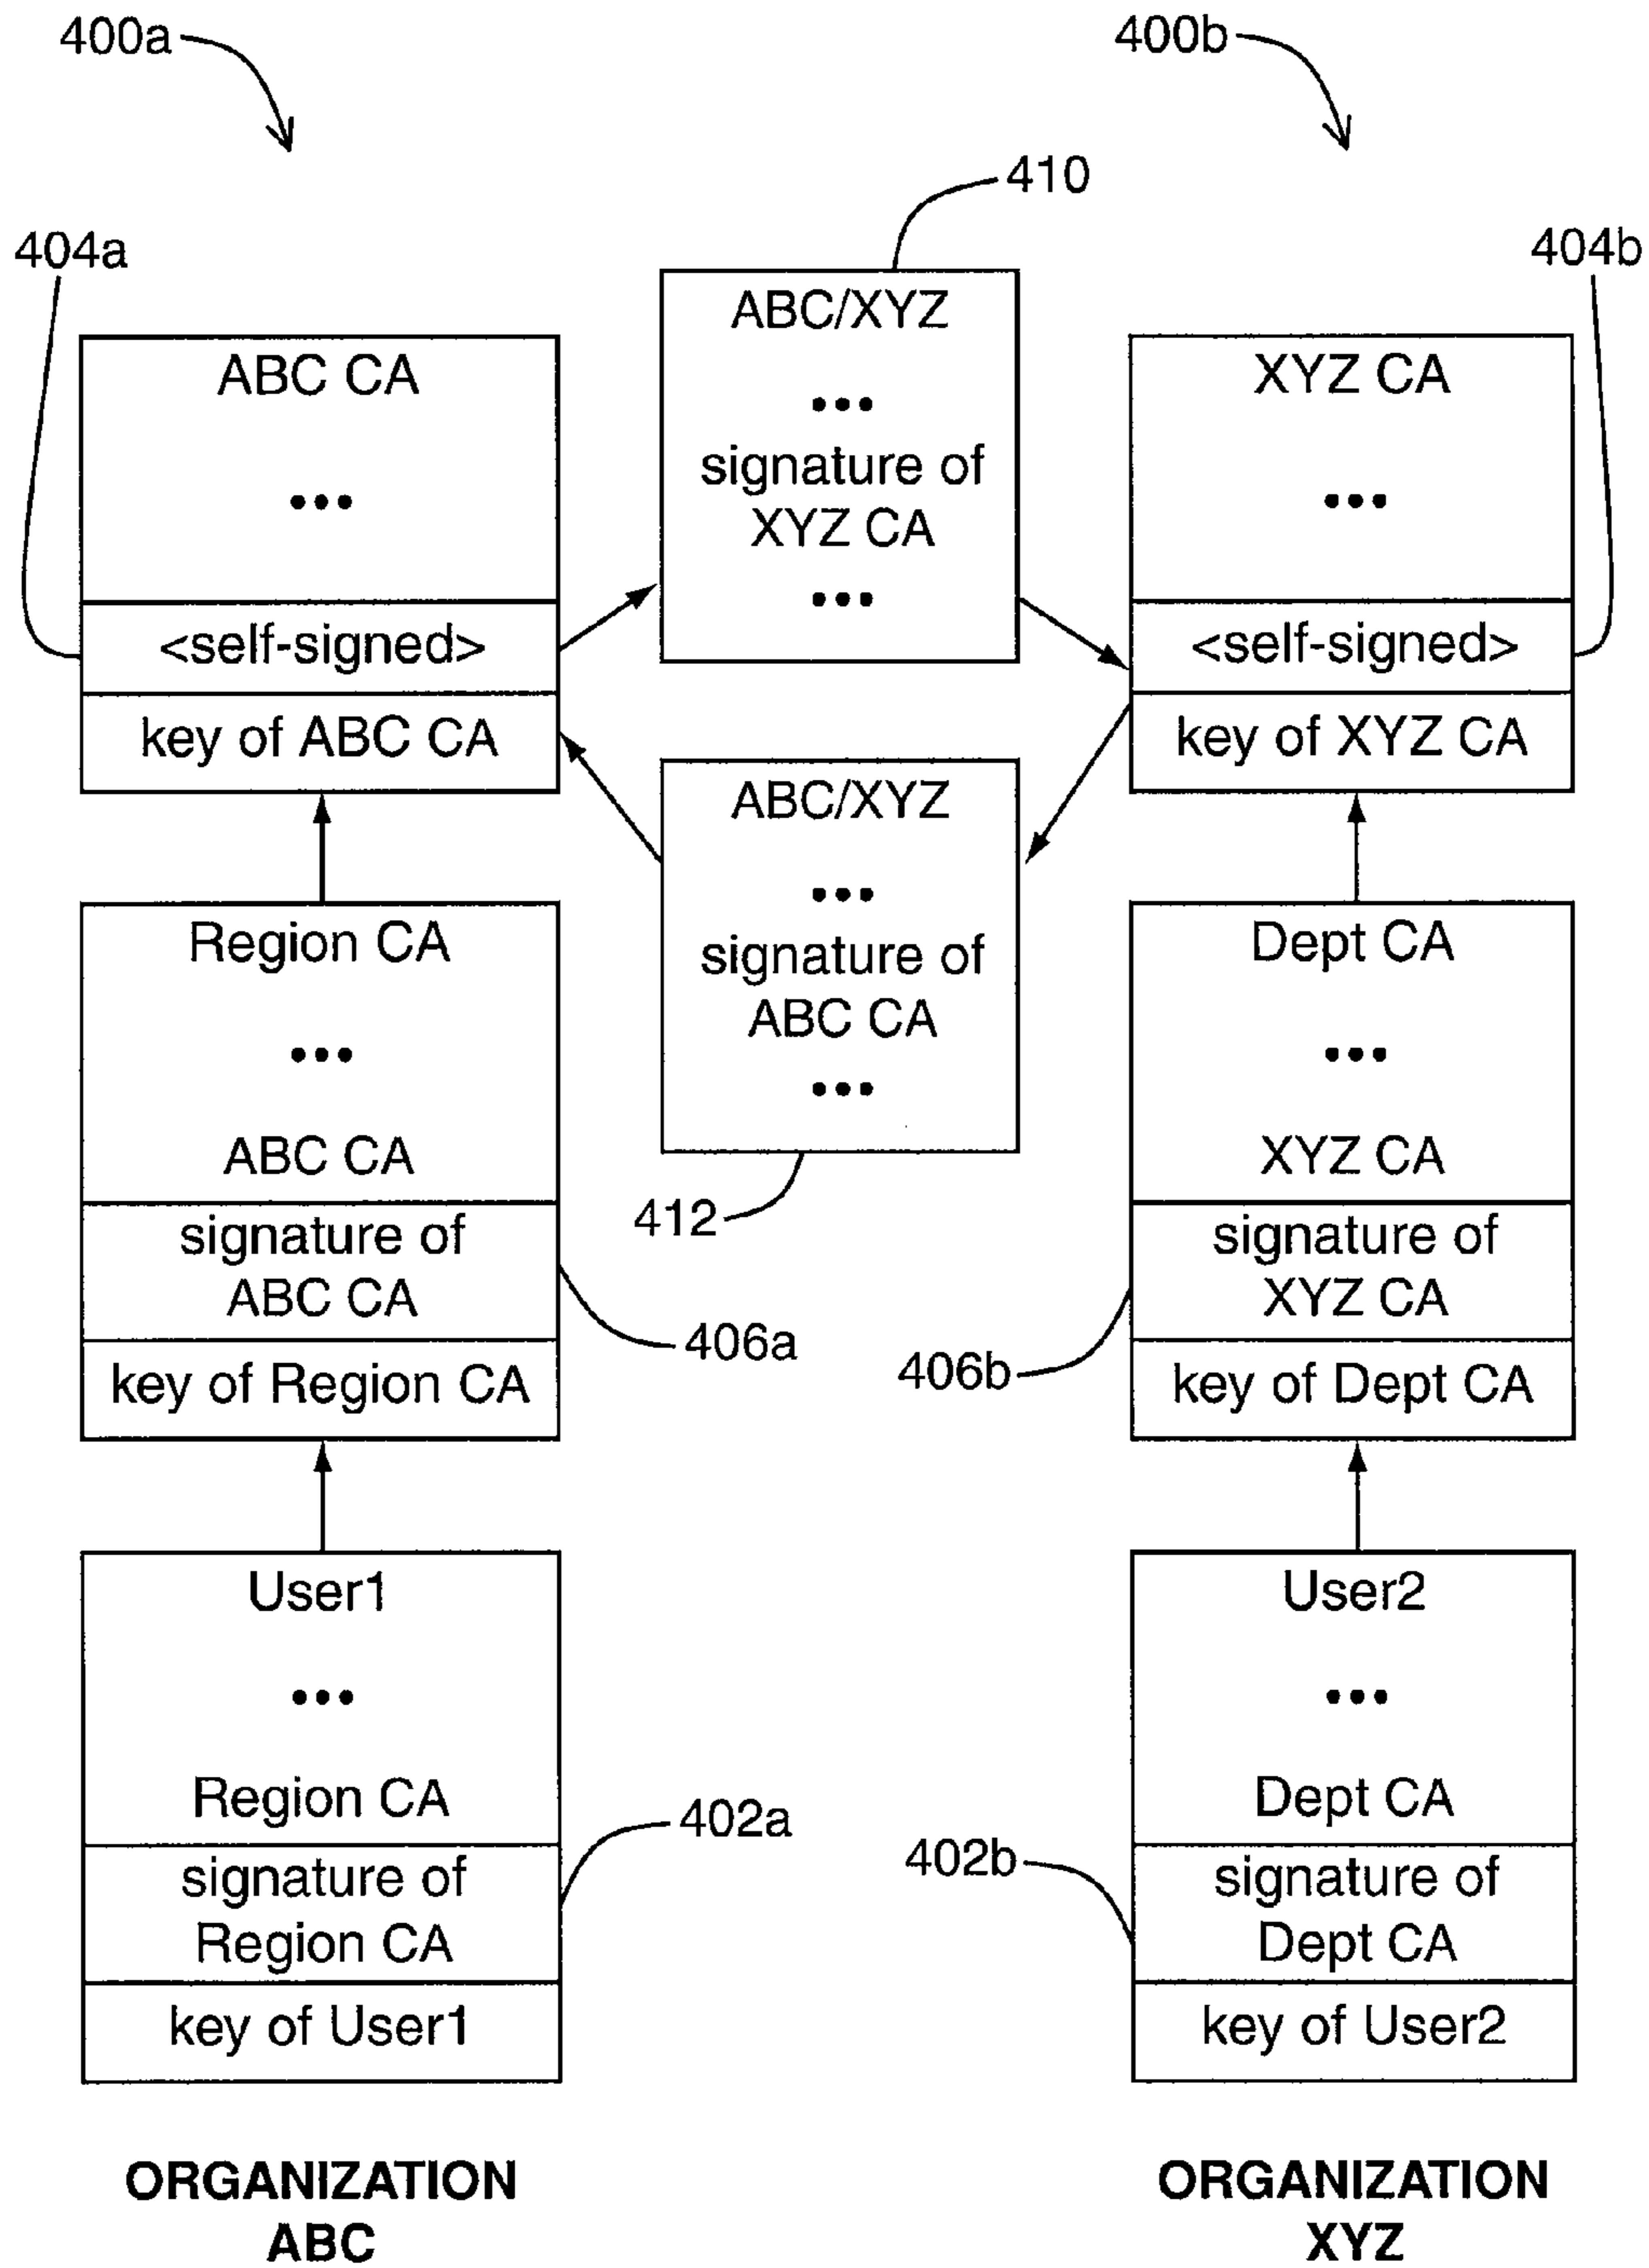 400a
400b
410
404a
404b
ABC CA
...
<self-signed>
key of ABC CA
ABC/XYZ
...
signature of
XYZ CA
...
XYZ CA
...
<self-signed>
key of XYZ CA
ABC/XYZ
...
signature of
ABC CA
...
412
Region CA
...
ABC CA
signature of
ABC CA
key of Region CA
406a
Dept CA
...
XYZ CA
signature of
XYZ CA
key of Dept CA
406b
User1
...
Region CA
signature of
Region CA
key of User1
402a
User2
...
Dept CA
signature of
Dept CA
key of User2
402b
ORGANIZATION
ABC
ORGANIZATION
XYZ